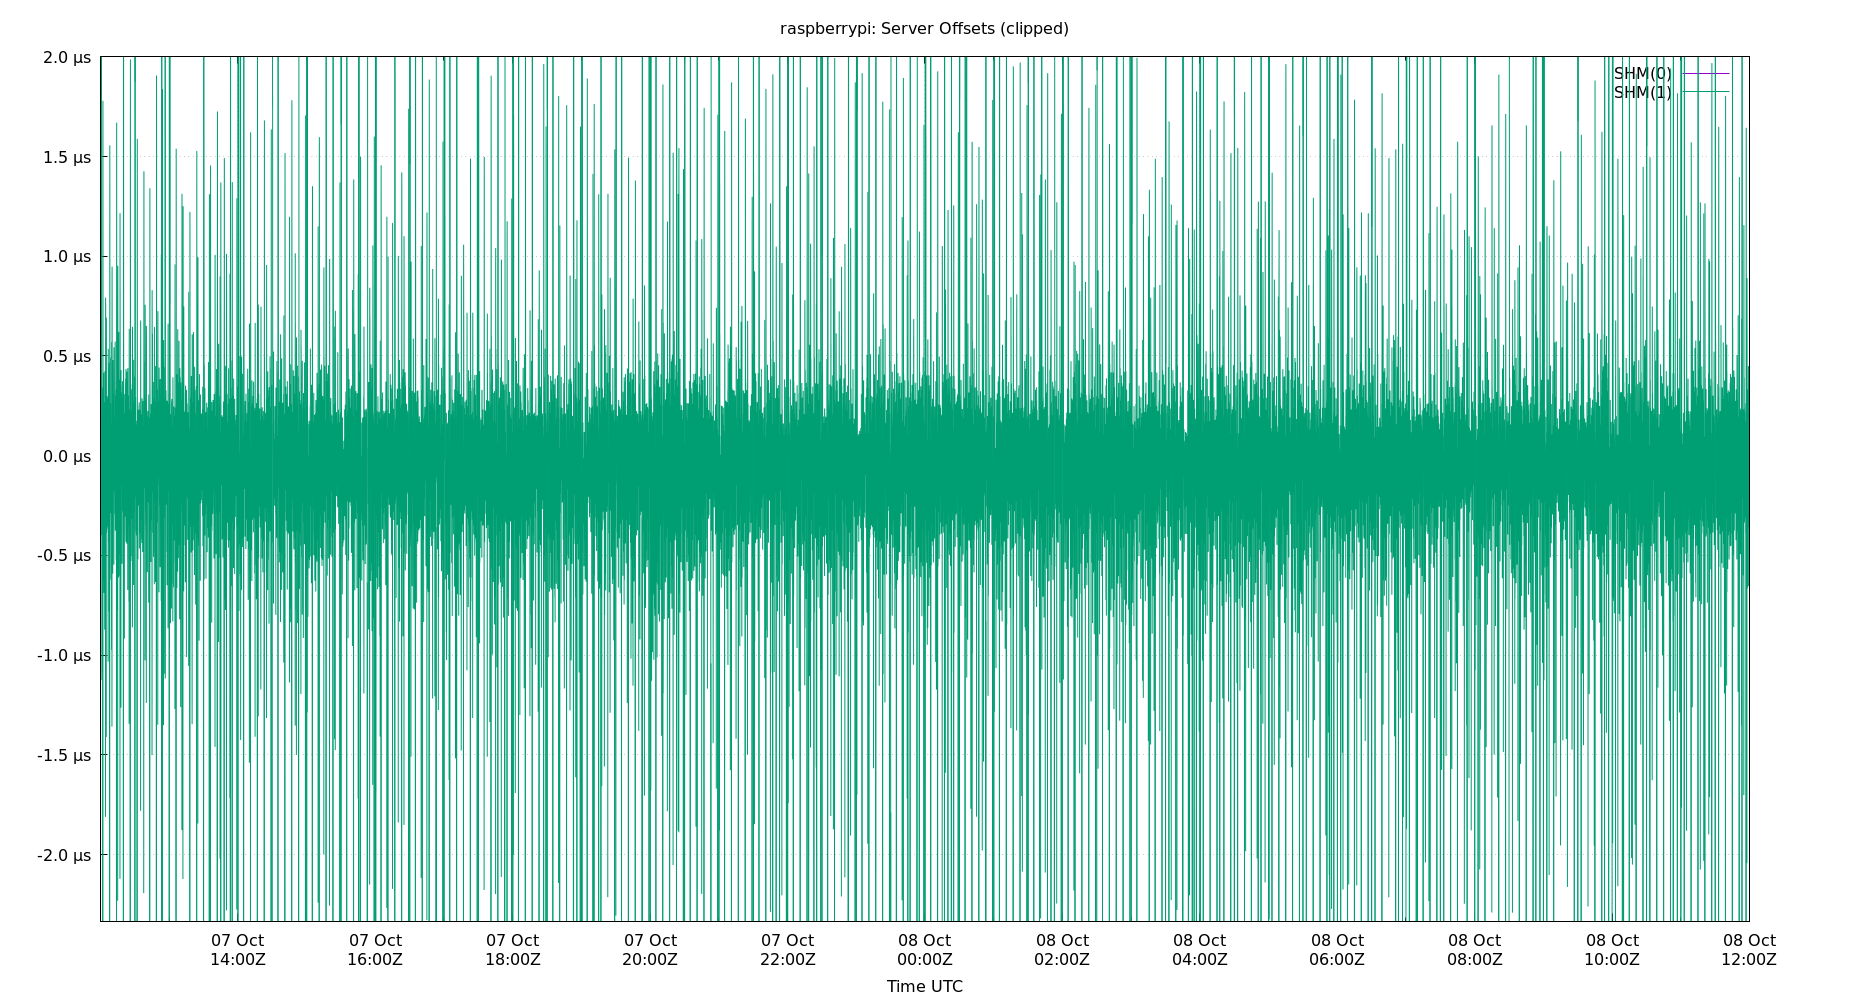 raspberrypi: Server Offsets (clipped)
2.0 µs
1.5 µs
1.0 µs
0.5 µs
0.0 µs
-0.5 µs
-1.0 µs
-1.5 µs
-2.0 µs
SHM(0)
SHM(1)
07 Oct 07 Oct 07 Oct 07 Oct 07 Oct 08 Oct 08 Oct 08 Oct 08 Oct 08 Oct 08 Oct 08 Oct
14:00Z 16:00Z 18:00Z 20:00Z 22:00Z 00:00Z 02:00Z 04:00Z 06:00Z 08:00Z 10:00Z 12:00Z
Time UTC